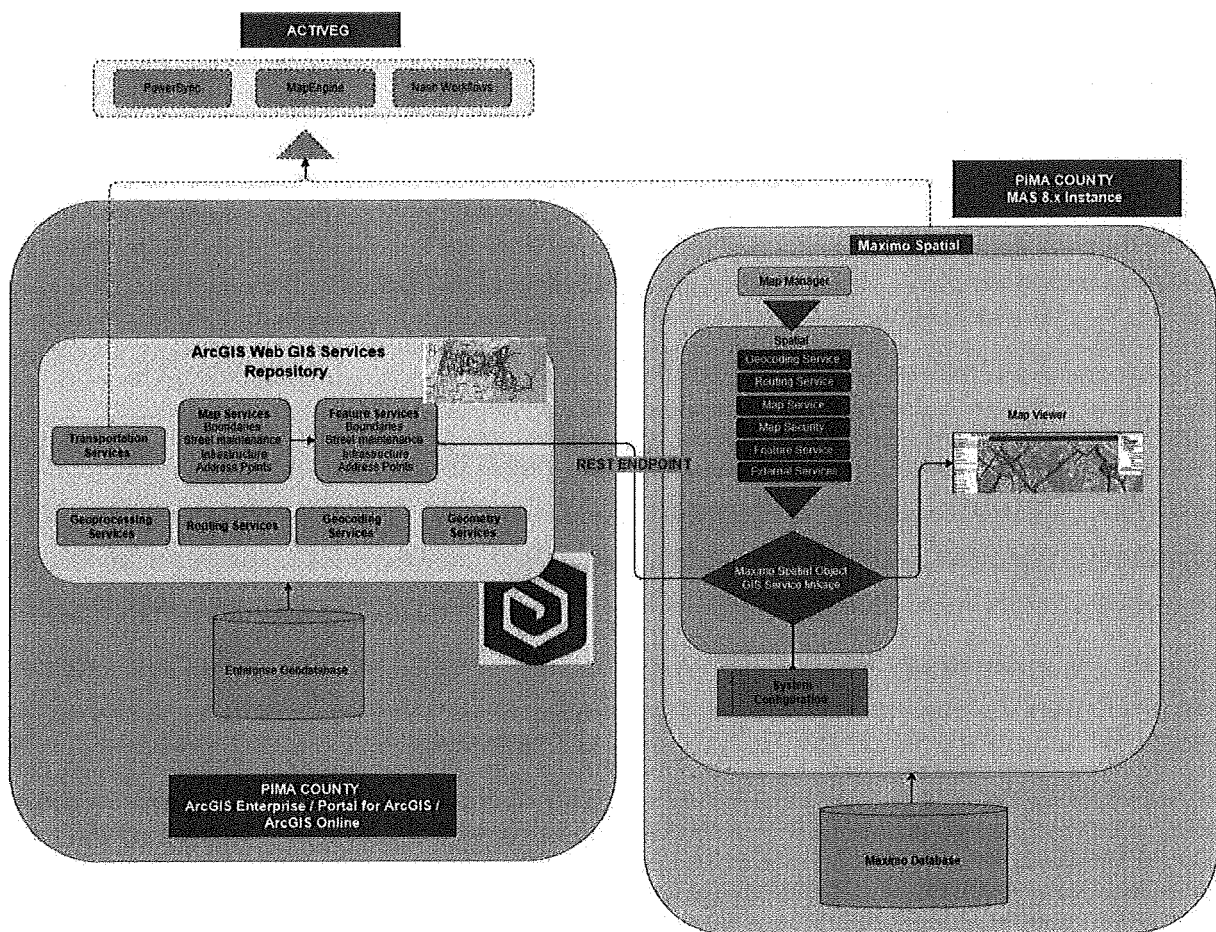 ACTIVEG
PowerSync
MapEngine
Nash Workflows
PIMA COUNTY
MAS 8.x Instance
Maximo Spatial
Map Manager
Spatial
Geocoding Service
Routing Service
Map Service
Map Security
Feature Service
External Services
Map Viewer
ArcGIS Web GIS Services
Repository
Map Services
Boundaries
Street maintenance
Infrastructure
Address Points
Feature Services
Boundaries
Street maintenance
Infrastructure
Address Points
Transportation
Services
REST ENDPOINT
Geoprocessing
Services
Routing Services
Geocoding
Services
Geometry
Services
Maximo Spatial Object
GIS Service linkage
Enterprise Geodatabase
System
Configuration
PIMA COUNTY
ArcGIS Enterprise / Portal for ArcGIS /
ArcGIS Online
Maximo Database